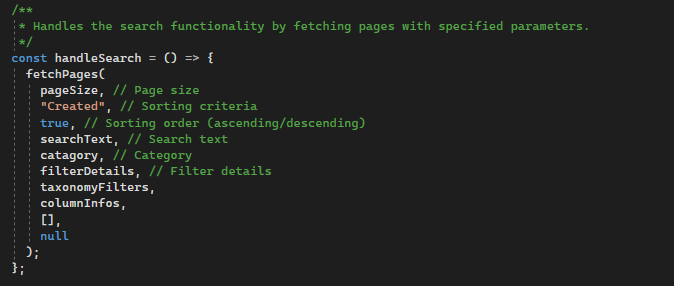 /**
 * Handles the search functionality by fetching pages with specified parameters.
 */
const handleSearch = () => {
  fetchPages(
    pageSize, // Page size
    "Created", // Sorting criteria
    true, // Sorting order (ascending/descending)
    searchText, // Search text
    catagory, // Category
    filterDetails, // Filter details
    taxonomyFilters,
    columnInfos,
    [],
    null
  );
};